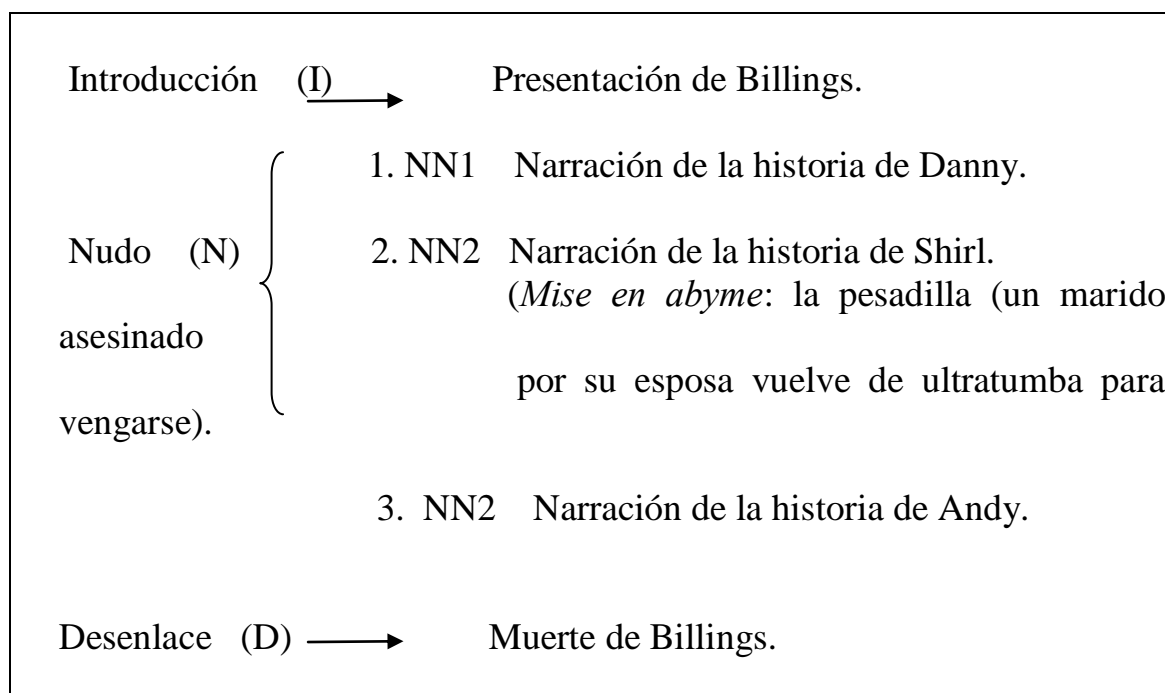 Introducción (I) Presentación de Billings.
1. NN1 Narración de la historia de Danny.
Nudo (N) 2. NN2 Narración de la historia de Shirl.
(Mise en abyme: la pesadilla (un marido
asesinado
por su esposa vuelve de ultratumba para
vengarse).
3. NN2 Narración de la historia de Andy.
Desenlace (D) Muerte de Billings.